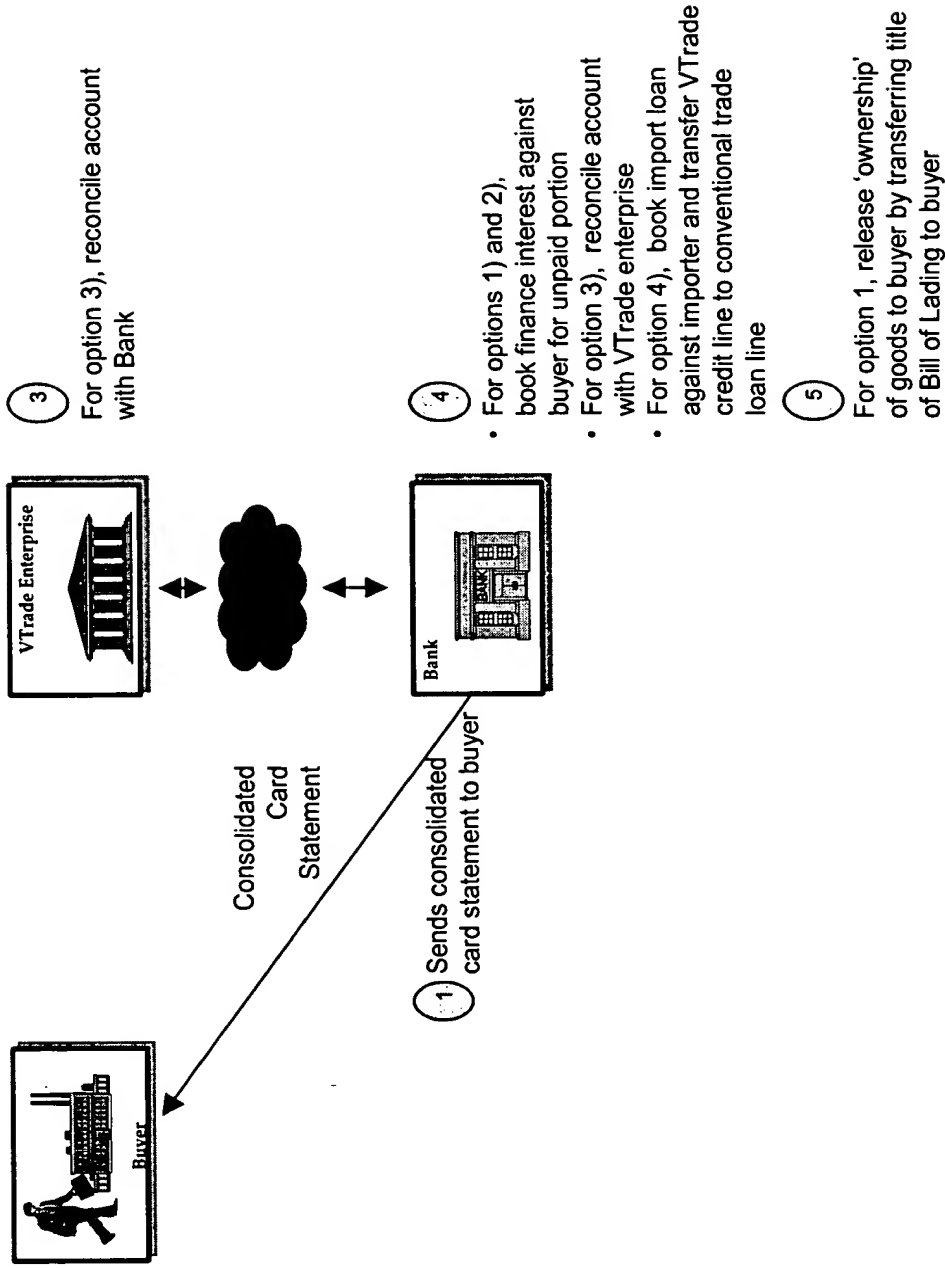 Buyer
Consolidated
Card
Statement
1
Sends consolidated
card statement to buyer
VTrade Enterprise
Bank
BANK
3
For option 3), reconcile account
with Bank
4
• For options 1) and 2),
book finance interest against
buyer for unpaid portion
• For option 3), reconcile account
with VTrade enterprise
• For option 4), book import loan
against importer and transfer VTrade
credit line to conventional trade
loan line
5
For option 1, release ‘ownership’
of goods to buyer by transferring title
of Bill of Lading to buyer